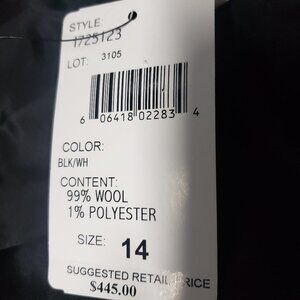 STYLE:
1725123
LOT: 3105
6 06418 02283 4
COLOR:
BLK/WH
CONTENT:
99% WOOL
1% POLYESTER
SIZE: 14
SUGGESTED RETAIL PRICE
$445.00